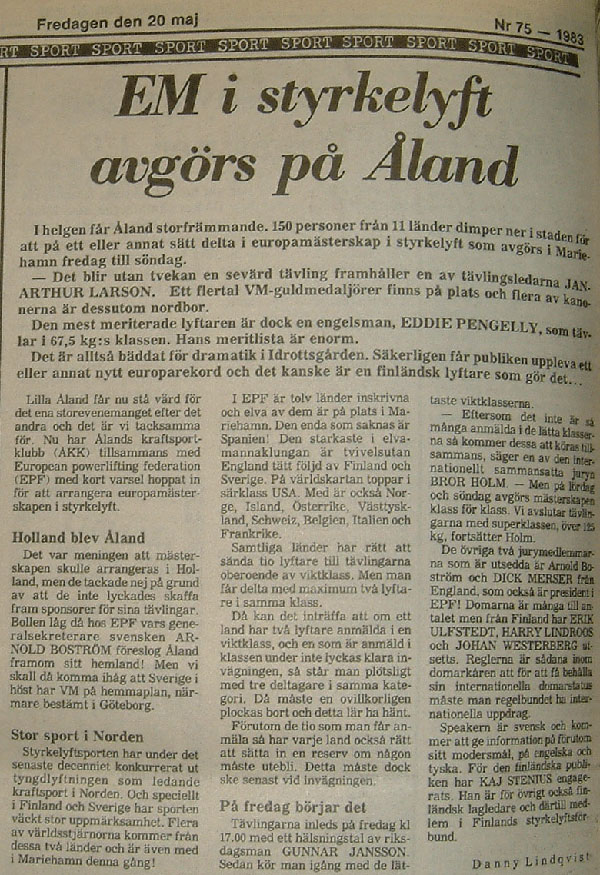 Fredagen den 20 maj
Nr 75 — 1983
RT SPORT SPORT SPORT SPORT SPORT SPORT SPORT SPORT SPORT
EM i styrkelyft
avgörs på Åland
I helgen får Åland storfrämmande. 150 personer från 11 länder dimper ner i staden för
att på ett eller annat sätt delta i europamästerskap i styrkelyft som avgörs i Marie-
hamn fredag till söndag.
— Det blir utan tvekan en sevärd tävling framhåller en av tävlingsledarna JAN-
ARTHUR LARSON. Ett flertal VM-guldmedaljörer finns på plats och flera av kano-
nerna är dessutom nordbor.
Den mest meriterade lyftaren är dock en engelsman, EDDIE PENGELLY, som täv-
lar i 67,5 kg:s klassen. Hans meritlista är enorm.
Det är alltså bäddat för dramatik i Idrottsgården. Säkerligen får publiken uppleva ett
eller annat nytt europarekord och det kanske är en finländsk lyftare som gör det...
Lilla Åland får nu stå värd för
det ena storevenemanget efter det
andra och det är vi tacksamma
för. Nu har Ålands kraftsport-
klubb (ÅKK) tillsammans med
European powerlifting federation
(EPF) med kort varsel hoppat in
för att arrangera europamäster-
skapen i styrkelyft.
Holland blev Åland
Det var meningen att mäster-
skapen skulle arrangeras i Hol-
land, men de tackade nej på grund
av att de inte lyckades skaffa
fram sponsorer för sina tävlingar.
Bollen låg då hos EPF vars gene-
ralsekreterare svensken AR-
NOLD BOSTRÖM föreslog Åland
framom sitt hemland! Men vi
skall då komma ihåg att Sverige i
höst har VM på hemmaplan, när-
mare bestämt i Göteborg.
Stor sport i Norden
Styrkelyftsporten har under det
senaste decenniet konkurrerat ut
tyngdlyftningen som ledande
kraftsport i Norden. Och speciellt
i Finland och Sverige har sporten
väckt stor uppmärksamhet. Flera
av världsstjärnorna kommer från
dessa två länder och är även med
i Mariehamn denna gång!
I EPF är tolv länder inskrivna
och elva av dem är på plats i Ma-
riehamn. Den enda som saknas är
Spanien! Den starkaste i elva-
mannaklungan är tvivelsutan
England tätt följd av Finland och
Sverige. På världskartan toppar i
särklass USA. Med är också Nor-
ge, Island, Österrike, Västtysk-
land, Schweiz, Belgien, Italien och
Frankrike.
Samtliga länder har rätt att
sända tio lyftare till tävlingarna
oberoende av viktklass. Men man
får delta med maximum två lyfta-
re i samma klass.
Då kan det inträffa att om ett
land har två lyftare anmälda i en
viktklass, och en som är anmäld i
klassen under inte lyckas klara in-
vägningen, så står man plötsligt
med tre deltagare i samma kate-
gori. Då måste en ovillkorligen
plockas bort och detta lär ha hänt.
Förutom de tio som man får an-
mäla så har varje land också rätt
att sätta in en reserv om någon
måste utebli. Detta måste dock
ske senast vid invägningen.
På fredag börjar det
Tävlingarna inleds på fredag kl
17.00 med ett hälsningstal av riks-
dagsman GUNNAR JANSSON.
Sedan kör man igång med de lät-
taste viktklasserna.
— Eftersom det inte är så
många anmälda i de lätta klasser-
na så kommer dessa att köras till-
sammans, säger en av den inter-
nationellt sammansatta juryn
BROR HOLM. — Men på lördag
och söndag avgörs mästerskapen
klass för klass. Vi avslutar tävlin-
garna med superklassen, över 125
kg, fortsätter Holm.
De övriga två jurymedlemmar-
na som är utsedda är Arnold Bo-
ström och DICK MERSER från
England, som också är president i
EPF! Domarna är många till an-
talet men från Finland har ERIK
ULFSTEDT, HARRY LINDROOS
och JOHAN WESTERBERG ut-
setts. Reglerna är sådana inom
domarkåren att för att få behålla
sin internationella domarstatus
måste man regelbundet ha inter-
nationella uppdrag.
Speakern är svensk och kom-
mer att ge information på förutom
sitt modersmål, på engelska och
tyska. För den finländska publi-
ken har KAJ STENIUS engage-
rats. Han är för övrigt också fin-
ländsk lagledare och därtill med-
lem i Finlands styrkelyftsför-
bund.
Danny Lindqvist